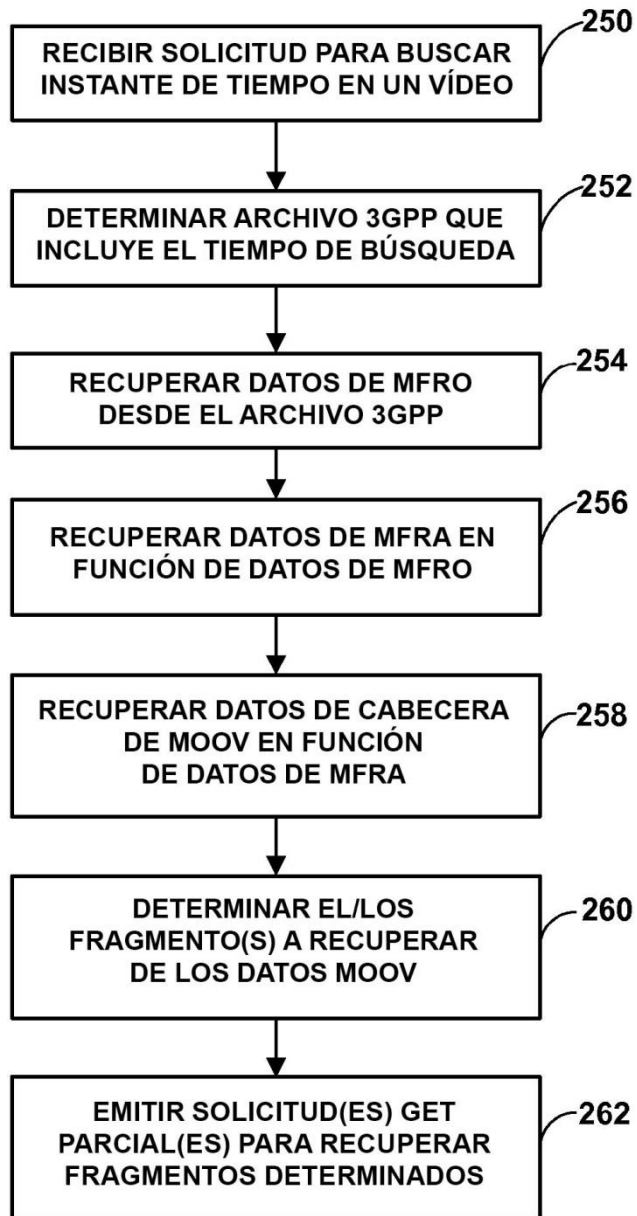 250
RECIBIR SOLICITUD PARA BUSCAR
INSTANTE DE TIEMPO EN UN VÍDEO
252
DETERMINAR ARCHIVO 3GPP QUE
INCLUYE EL TIEMPO DE BÚSQUEDA
254
RECUPERAR DATOS DE MFRO
DESDE EL ARCHIVO 3GPP
256
RECUPERAR DATOS DE MFRA EN
FUNCIÓN DE DATOS DE MFRO
258
RECUPERAR DATOS DE CABECERA
DE MOOV EN FUNCIÓN
DE DATOS DE MFRA
260
DETERMINAR EL/LOS
FRAGMENTO(S) A RECUPERAR
DE LOS DATOS MOOV
262
EMITIR SOLICITUD(ES) GET
PARCIAL(ES) PARA RECUPERAR
FRAGMENTOS DETERMINADOS